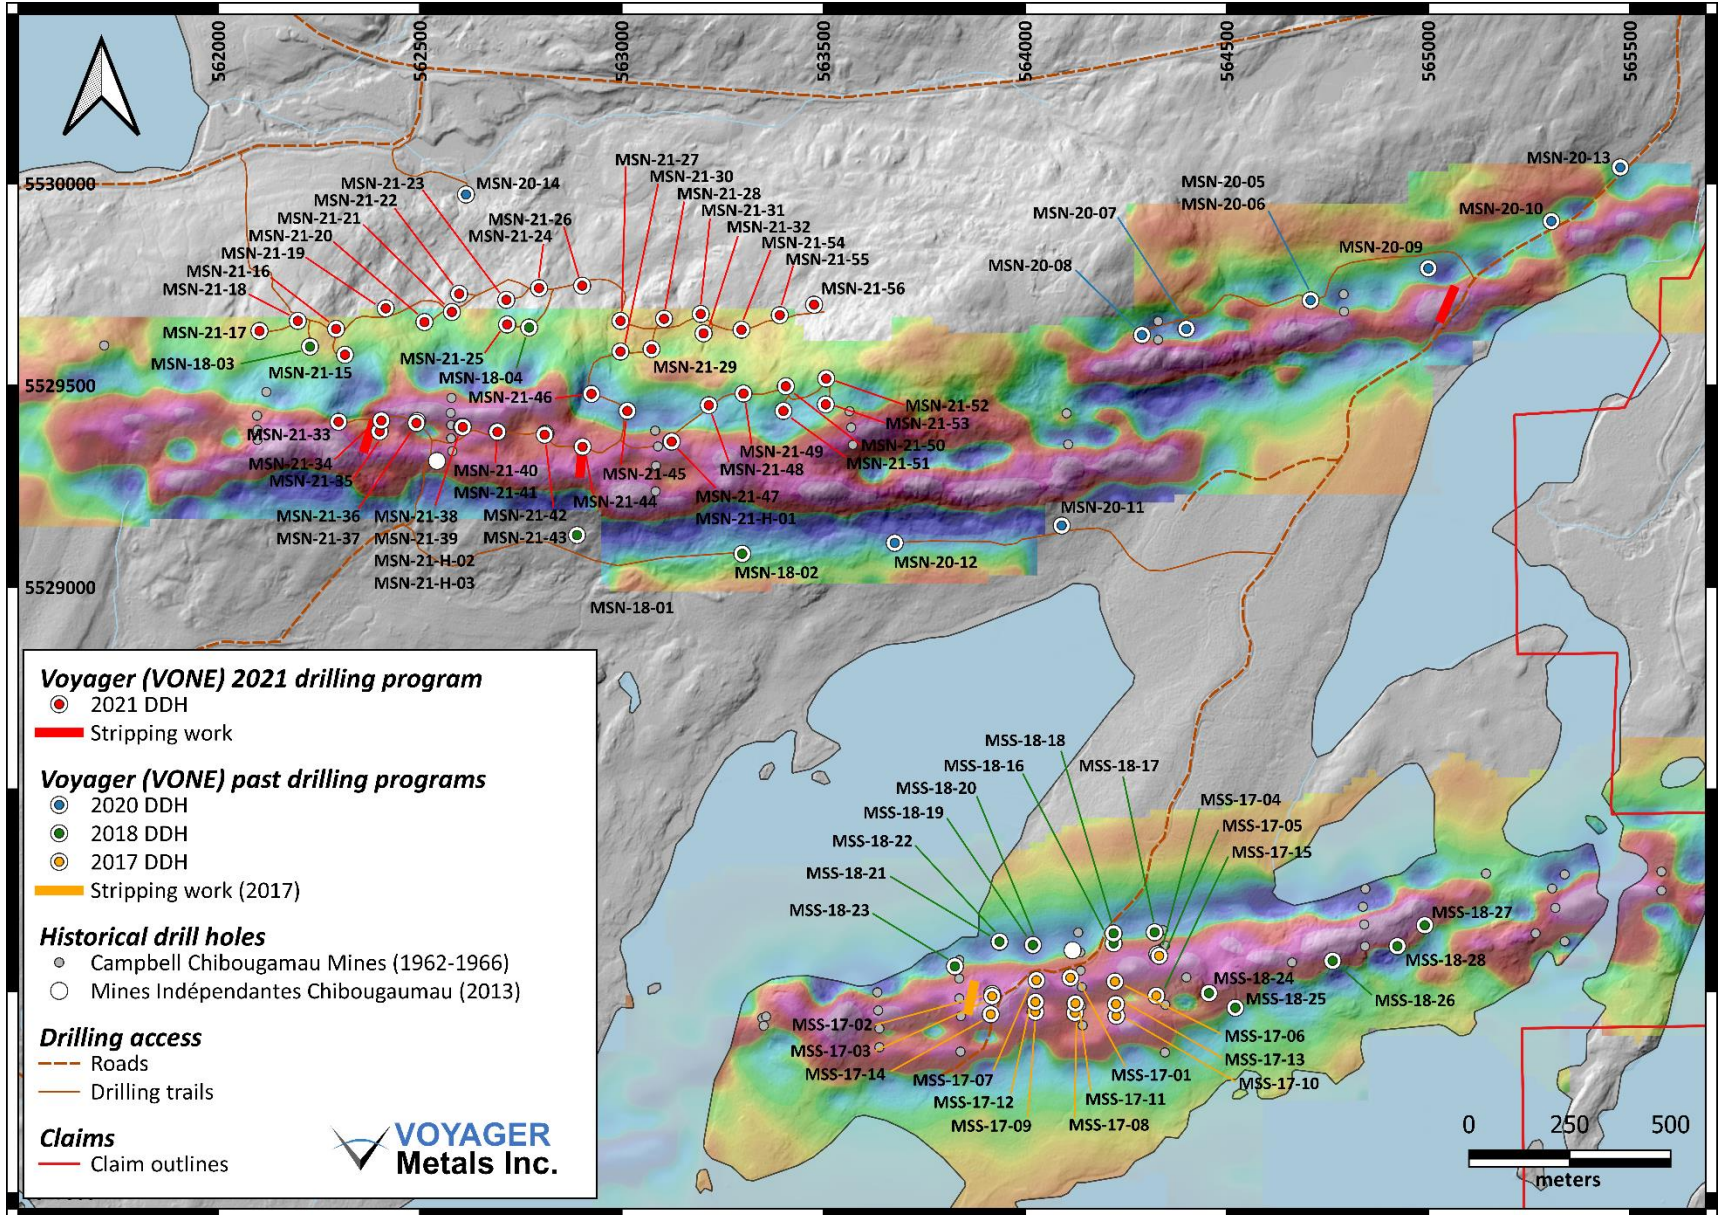 562000
562500
563000
563500
564000
564500
565000
565500
5530000
5529500
5529000
MSN-21-27
MSN-21-30
MSN-21-28
MSN-21-31
MSN-21-32
MSN-21-54
MSN-21-55
MSN-21-56
MSN-21-23
MSN-21-22
MSN-21-21
MSN-21-20
MSN-21-19
MSN-21-16
MSN-21-18
MSN-21-17
MSN-20-14
MSN-21-26
MSN-21-24
MSN-20-13
MSN-20-05
MSN-20-06
MSN-20-07
MSN-20-10
MSN-20-09
MSN-20-08
MSN-18-03
MSN-21-15
MSN-21-25
MSN-18-04
MSN-21-46
MSN-21-29
MSN-21-52
MSN-21-53
MSN-21-50
MSN-21-51
MSN-21-49
MSN-21-48
MSN-21-33
MSN-21-34
MSN-21-35
MSN-21-40
MSN-21-41
MSN-21-45
MSN-21-44
MSN-21-47
MSN-21-H-01
MSN-21-36
MSN-21-37
MSN-21-38
MSN-21-39
MSN-21-H-02
MSN-21-H-03
MSN-21-42
MSN-21-43
MSN-20-11
MSN-20-12
MSN-18-02
MSN-18-01
MSS-18-18
MSS-18-16
MSS-18-20
MSS-18-19
MSS-18-22
MSS-18-21
MSS-18-23
MSS-18-17
MSS-17-04
MSS-17-05
MSS-17-15
MSS-18-27
MSS-18-28
MSS-18-24
MSS-18-25
MSS-18-26
MSS-17-02
MSS-17-03
MSS-17-14
MSS-17-07
MSS-17-12
MSS-17-09
MSS-17-01
MSS-17-11
MSS-17-08
MSS-17-06
MSS-17-13
MSS-17-10
Voyager (VONE) 2021 drilling program
2021 DDH
Stripping work
Voyager (VONE) past drilling programs
2020 DDH
2018 DDH
2017 DDH
Stripping work (2017)
Historical drill holes
Campbell Chibougamau Mines (1962-1966)
Mines Indépendantes Chibougaumau (2013)
Drilling access
Roads
Drilling trails
Claims
Claim outlines
VOYAGER
Metals Inc.
0 250 500
meters